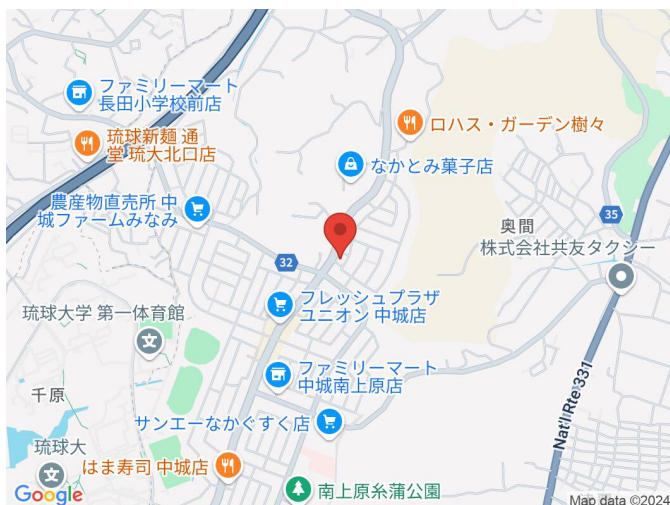 ファミリーマート
長田小学校前店
琉球新麺 通
堂 琉大北口店
ロハス・ガーデン樹々
なかとみ菓子店
農産物直売所 中
城ファームみなみ
35
奥間
株式会社共友タクシー
32
フレッシュプラザ
ユニオン 中城店
琉球大学 第一体育館
ファミリーマート
中城南上原店
千原
Nat'l Rte 331
サンエーなかぐすく店
琉球大
はま寿司 中城店
南上原糸蒲公園
Google
Map data ©2024